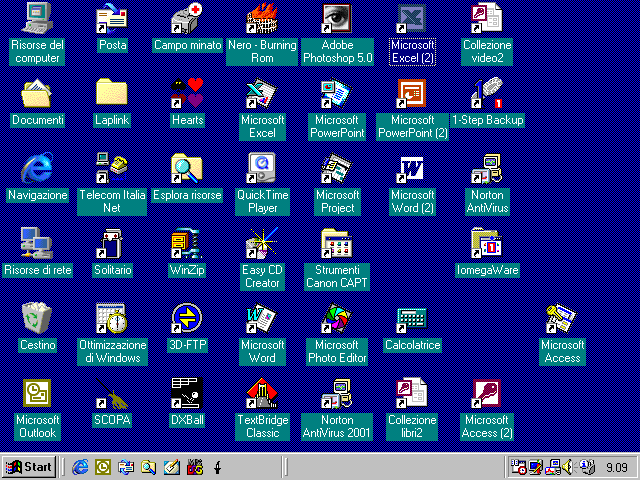 Risorse del
computer
Posta
Campo minato
Nero - Burning
Rom
Adobe
Photoshop 5.0
Microsoft
Excel (2)
Collezione
video2
Documenti
Laplink
Hearts
Microsoft
Excel
Microsoft
PowerPoint
Microsoft
PowerPoint (2)
1-Step Backup
Navigazione
Telecom Italia
Net
Esplora risorse
QuickTime
Player
Microsoft
Project
Microsoft
Word (2)
Norton
AntiVirus
Risorse di rete
Solitario
WinZip
Easy CD
Creator
Strumenti
Canon CAPT
IomegaWare
Cestino
Ottimizzazione
di Windows
3D-FTP
Microsoft
Word
Microsoft
Photo Editor
Calcolatrice
Microsoft
Access
Microsoft
Outlook
SCOPA
DXBall
TextBridge
Classic
Norton
AntiVirus 2001
Collezione
libri2
Microsoft
Access (2)
Start
9.09